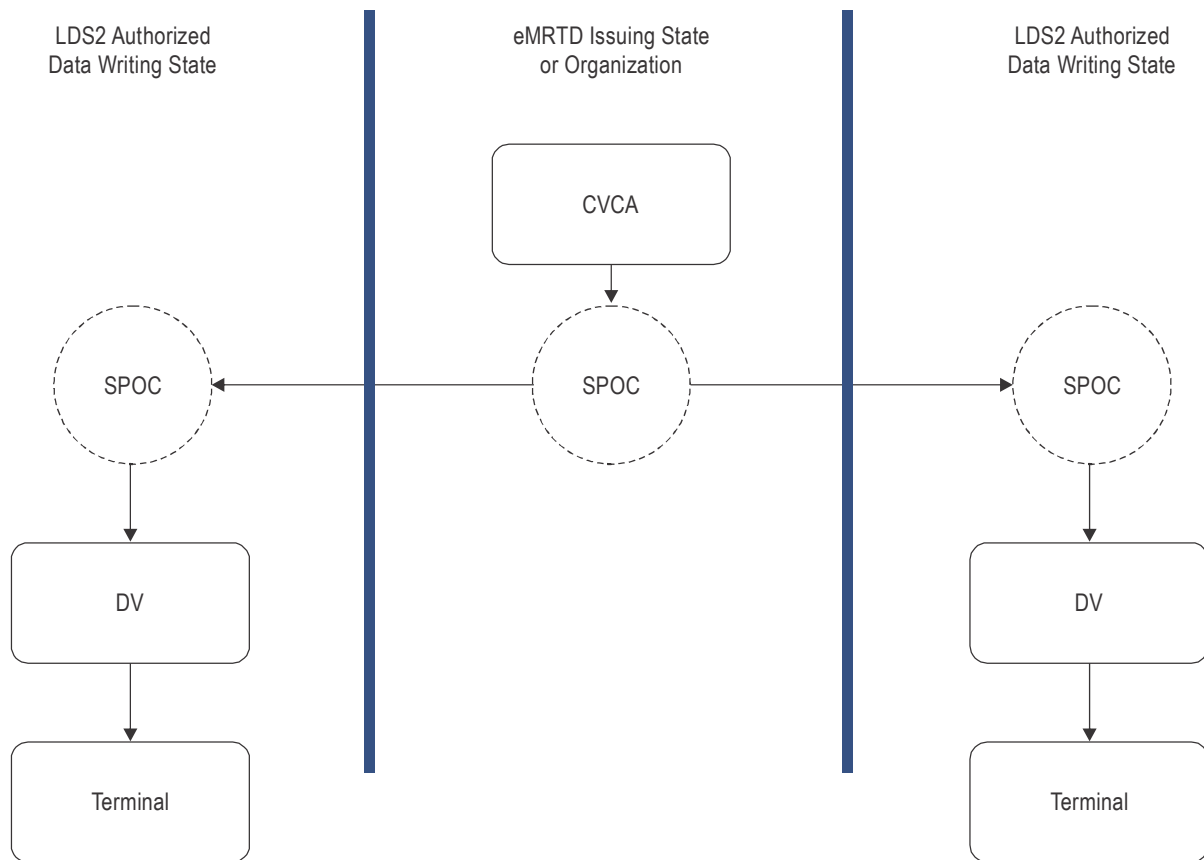 LDS2 Authorized
Data Writing State
eMRTD Issuing State
or Organization
LDS2 Authorized
Data Writing State
CVCA
SPOC
SPOC
SPOC
DV
DV
Terminal
Terminal